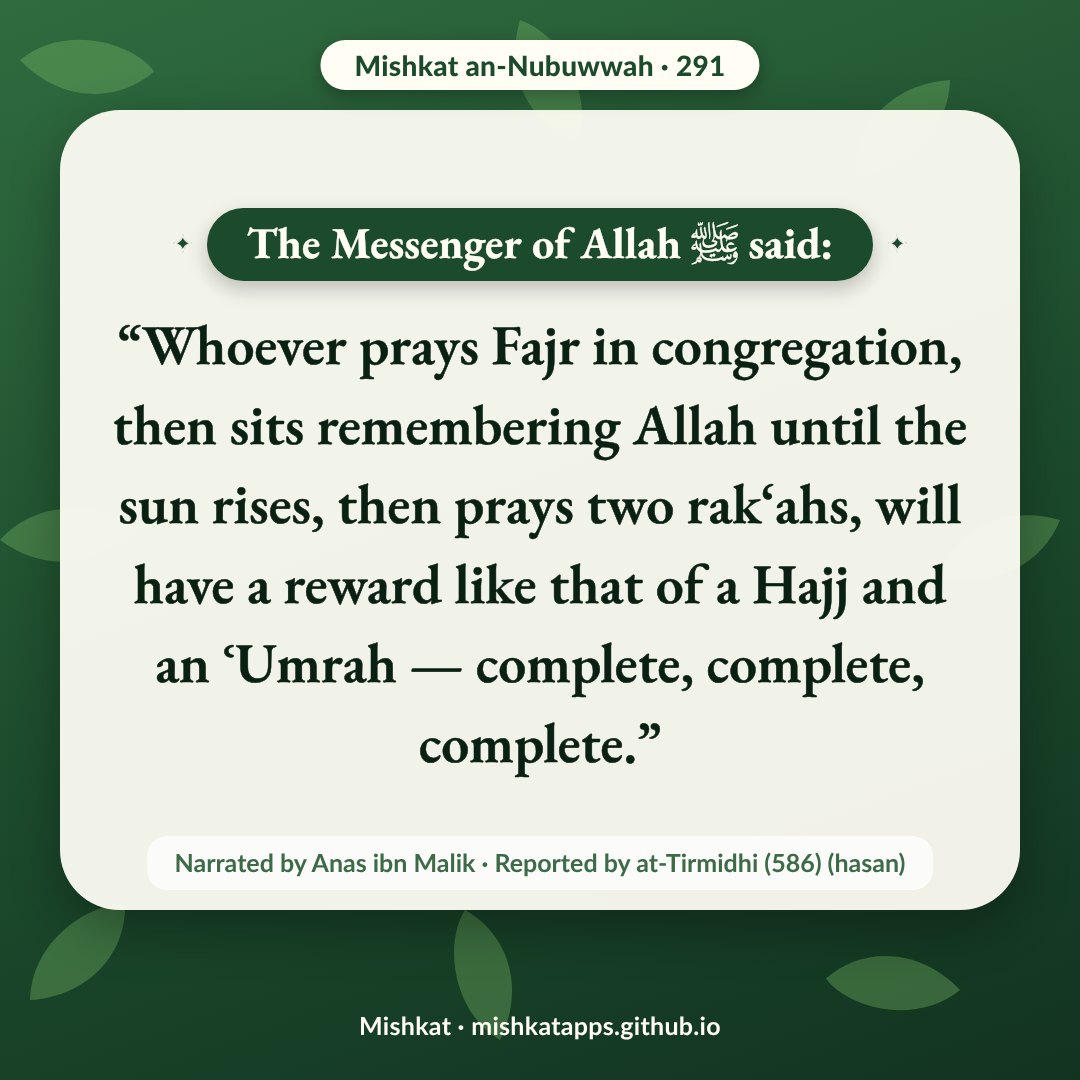 Mishkat an-Nubuwwah · 291
The Messenger of Allah ﷺ said:
“Whoever prays Fajr in congregation,
then sits remembering Allah until the
sun rises, then prays two rak‘ahs, will
have a reward like that of a Hajj and
an ʿUmrah — complete, complete,
complete.”
Narrated by Anas ibn Malik · Reported by at-Tirmidhi (586) (hasan)
Mishkat · mishkatapps.github.io